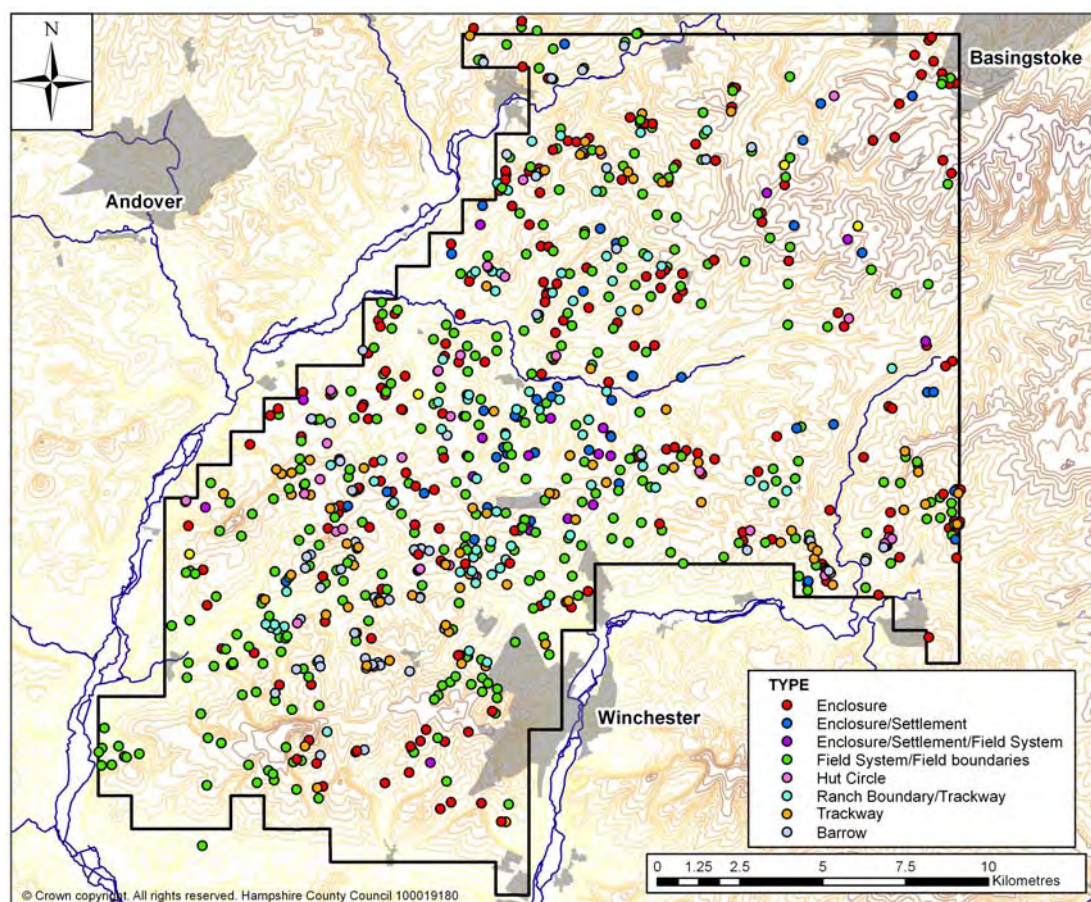 N
Basingstoke
Andover
Winchester
TYPE
Enclosure
Enclosure/Settlement
Enclosure/Settlement/Field System
Field System/Field boundaries
Hut Circle
Ranch Boundary/Trackway
Trackway
Barrow
0 1.25 2.5 5 7.5 10
Kilometres
© Crown copyright. All rights reserved. Hampshire County Council 100019180